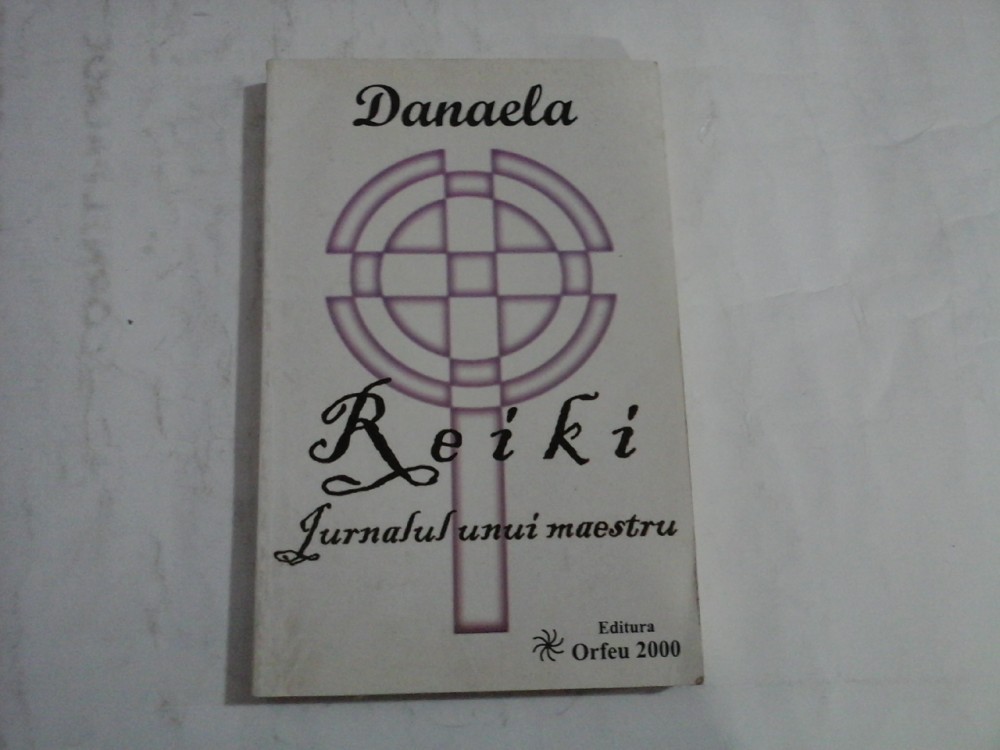 Danaela
Reiki
Jurnalul unui maestru
Editura
Orfeu 2000